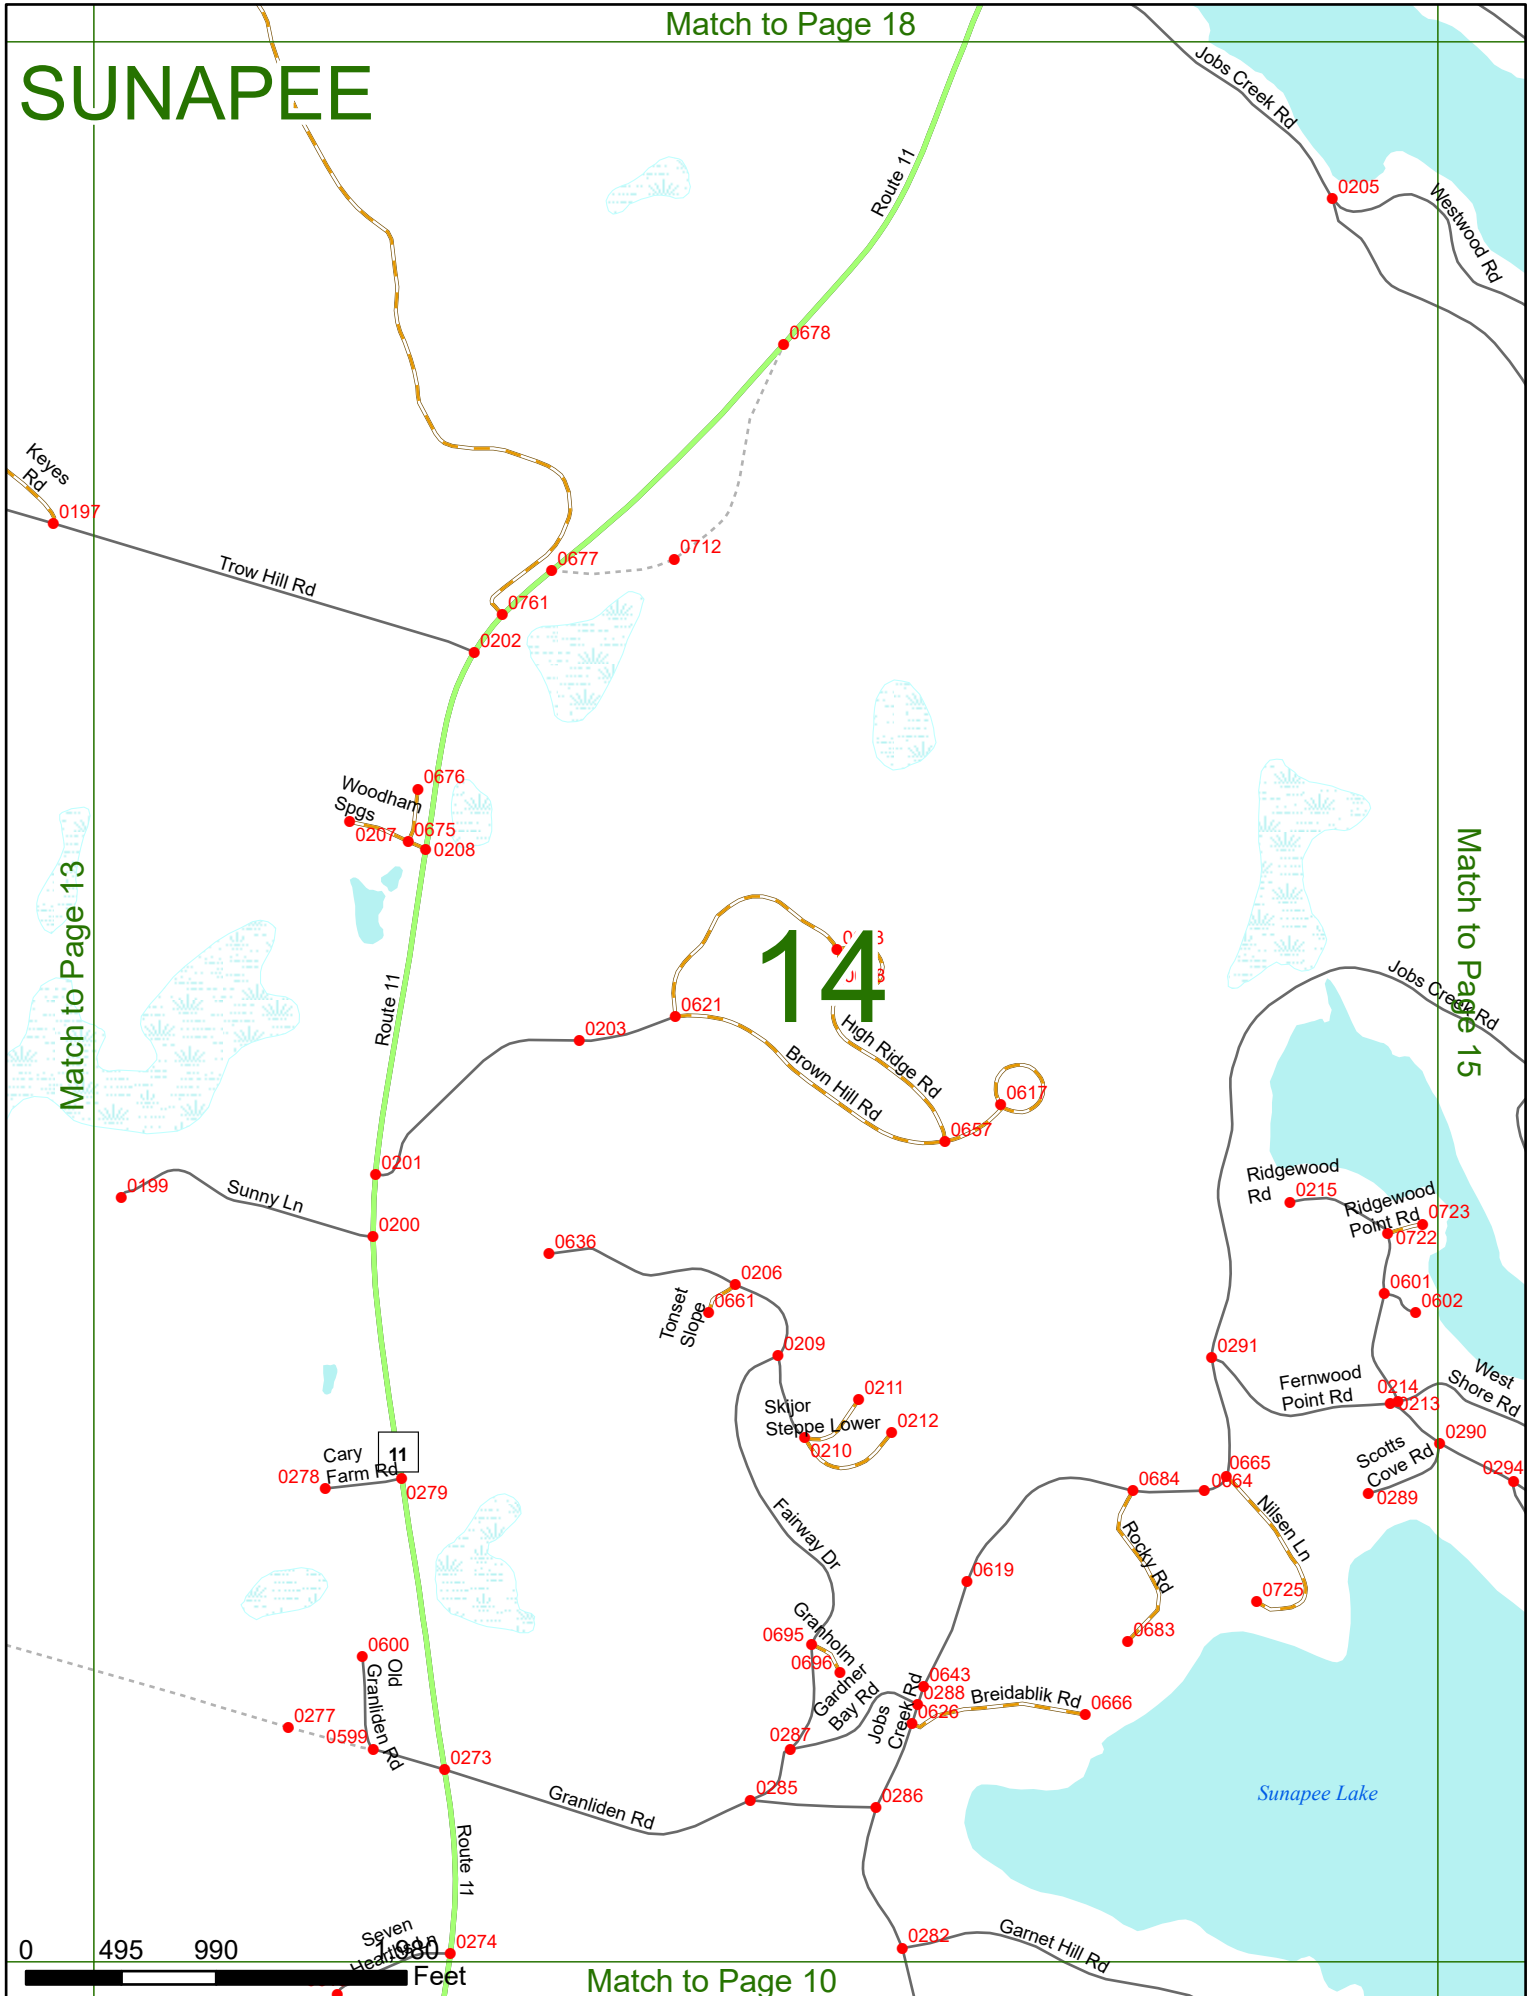 Match to Page 18
SUNAPEE
Jobs Creek Rd
Route 11
0205
Westwood Rd
0678
Keyes
Rd
0197
Trow Hill Rd
0712
0677
0761
0202
0676
Woodham
Spgs
0207
0675
0208
Match to Page 13
Match to Page 15
14
Route 11
0621
0203
High Ridge Rd
Brown Hill Rd
0617
0657
Jobs Creek Rd
0201
0199
Sunny Ln
0200
Ridgewood
Rd
0215
Ridgewood
Point Rd
0723
0722
0636
0206
0661
Tonset
Slope
0601
0602
0209
0291
0211
Skijor
Steppe Lower
0212
0210
Fernwood
Point Rd
0214
0213
West
Shore Rd
0290
Scotts
Cove Rd
0289
0294
11
Cary
Farm Rd
0278
0279
0684
0664
0665
Nilsen Ln
Rocky Rd
Fairway Dr
0619
0725
0683
Granholm
0695
0696
Gardner
Bay Rd
0600
Old
Granliden Rd
0643
0288
0626
Jobs
Creek Rd
Breidablik Rd
0666
0277
0599
0287
0273
Granliden Rd
0285
0286
Sunapee Lake
Route 11
Seven
Hearths Ln
0274
0282
Garnet Hill Rd
0 495 990 1,980
Feet
Match to Page 10